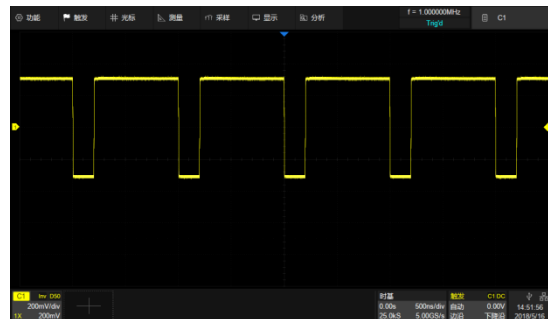 功能 触发 光标 测量 采样 显示 分析 f = 1.000000MHz C1
Trig'd
C1 Inv D50 时基 触发 C1 DC
200mV/div 0.00s 500ns/div 自动 0.00V 14:51:56
1X 200mV 25.0kS 5.00GS/s 边沿 下降沿 2018/5/16